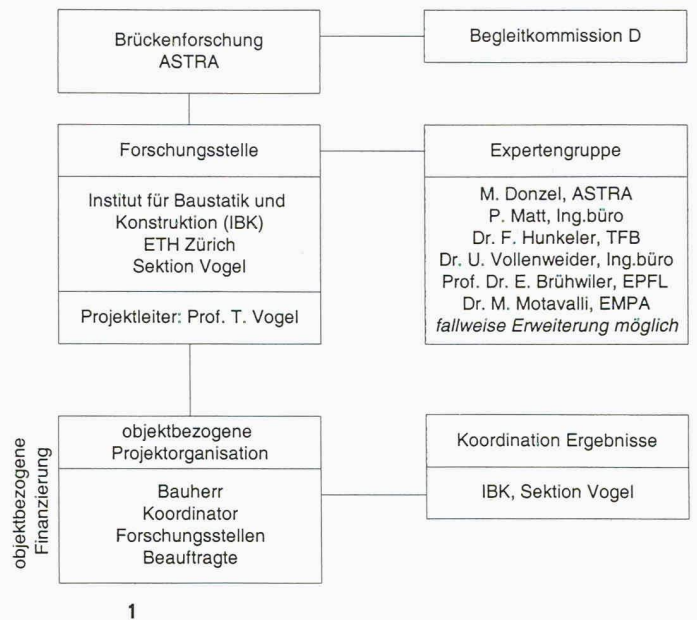 Brückenforschung
ASTRA
Begleitkommission D
Forschungsstelle
Institut für Baustatik und
Konstruktion (IBK)
ETH Zürich
Sektion Vogel
Projektleiter: Prof. T. Vogel
Expertengruppe
M. Donzel, ASTRA
P. Matt, Ing.büro
Dr. F. Hunkeler, TFB
Dr. U. Vollenweider, Ing.büro
Prof. Dr. E. Brühwiler, EPFL
Dr. M. Motavalli, EMPA
fallweise Erweiterung möglich
objektbezogene
Finanzierung
objektbezogene
Projektorganisation
Bauherr
Koordinator
Forschungsstellen
Beauftragte
Koordination Ergebnisse
IBK, Sektion Vogel
1